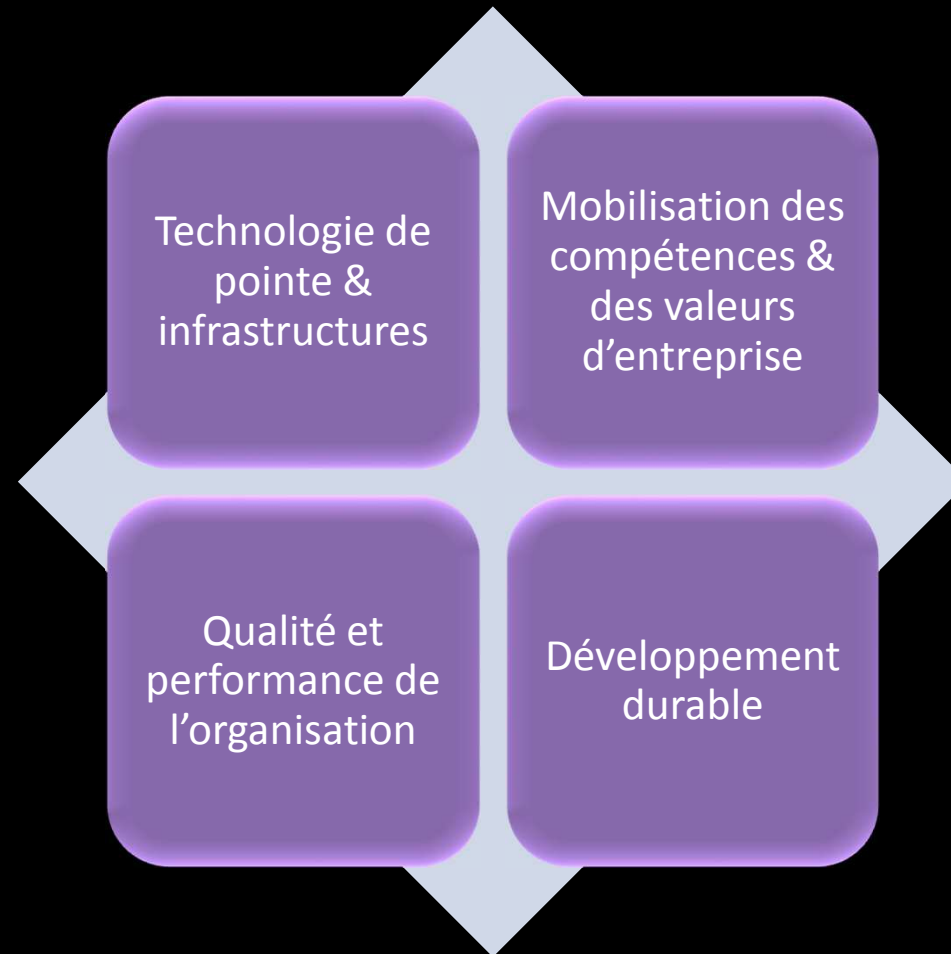 Technologie de
pointe &
infrastructures
Mobilisation des
compétences &
des valeurs
d’entreprise
Qualité et
performance de
l’organisation
Développement
durable